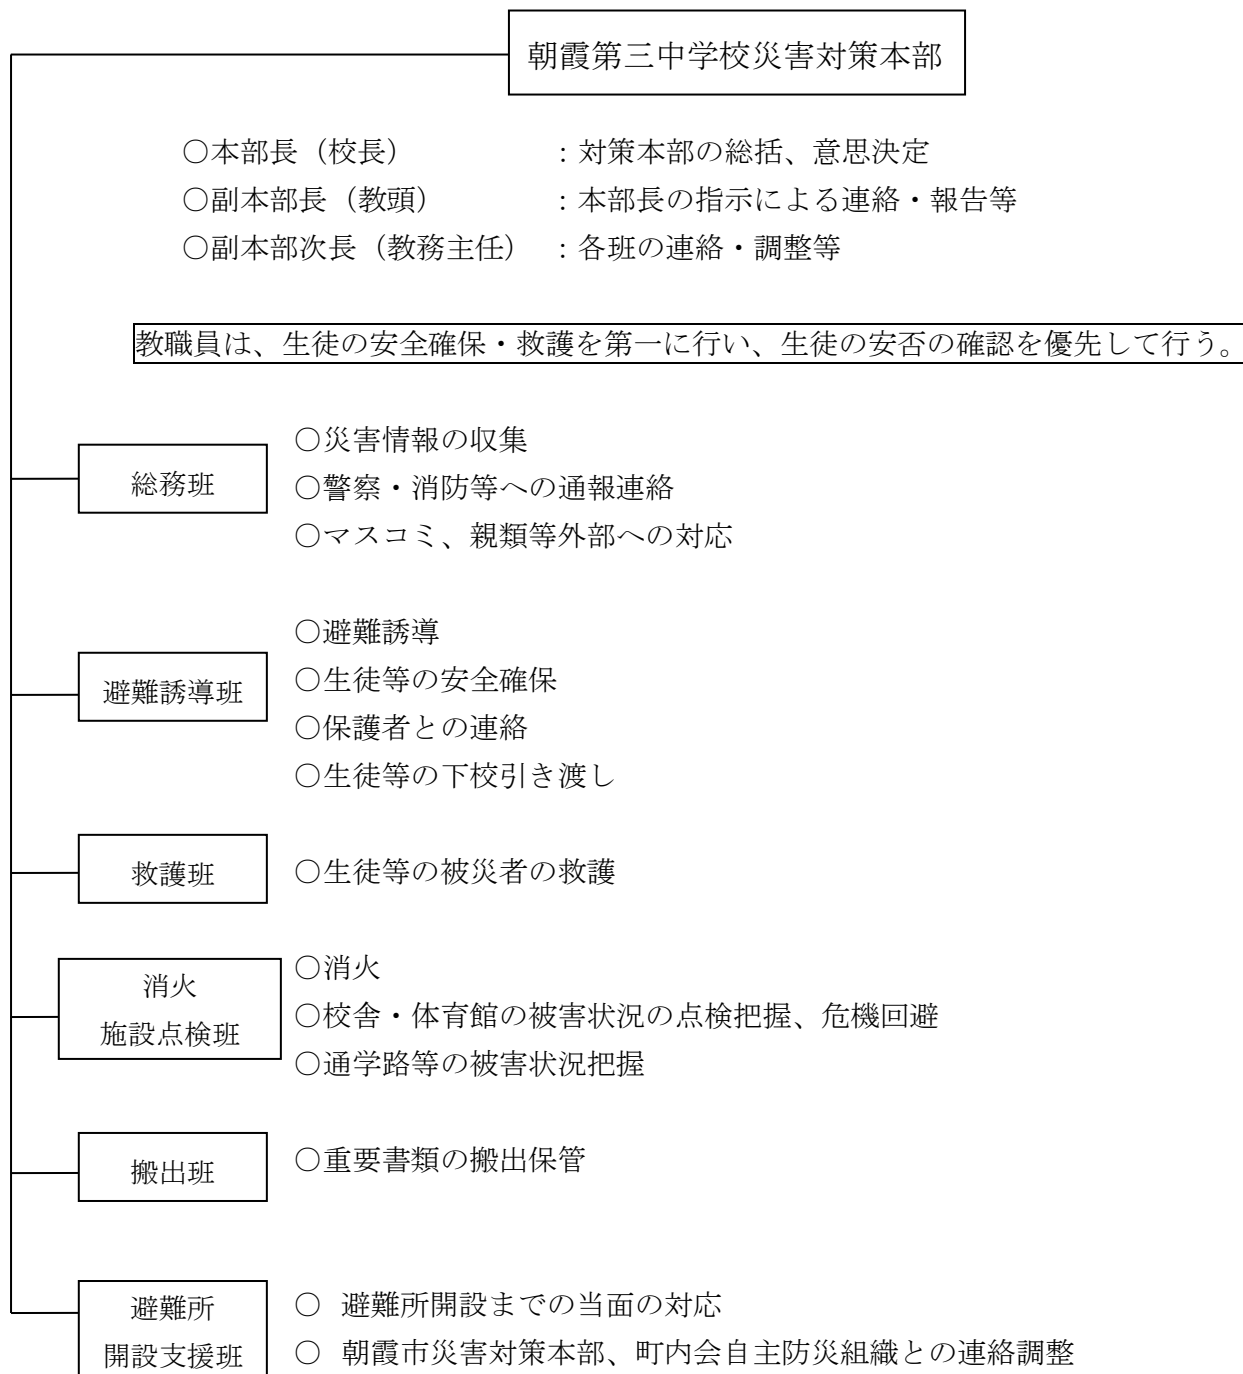 朝霞第三中学校災害対策本部
○本部長（校長）　　　　　：対策本部の総括、意思決定
○副本部長（教頭）　　　　：本部長の指示による連絡・報告等
○副本部次長（教務主任）　：各班の連絡・調整等
教職員は、生徒の安全確保・救護を第一に行い、生徒の安否の確認を優先して行う。
総務班
○災害情報の収集
○警察・消防等への通報連絡
○マスコミ、親類等外部への対応
避難誘導班
○避難誘導
○生徒等の安全確保
○保護者との連絡
○生徒等の下校引き渡し
救護班
○生徒等の被災者の救護
消火
施設点検班
○消火
○校舎・体育館の被害状況の点検把握、危機回避
○通学路等の被害状況把握
搬出班
○重要書類の搬出保管
避難所
開設支援班
○　避難所開設までの当面の対応
○　朝霞市災害対策本部、町内会自主防災組織との連絡調整